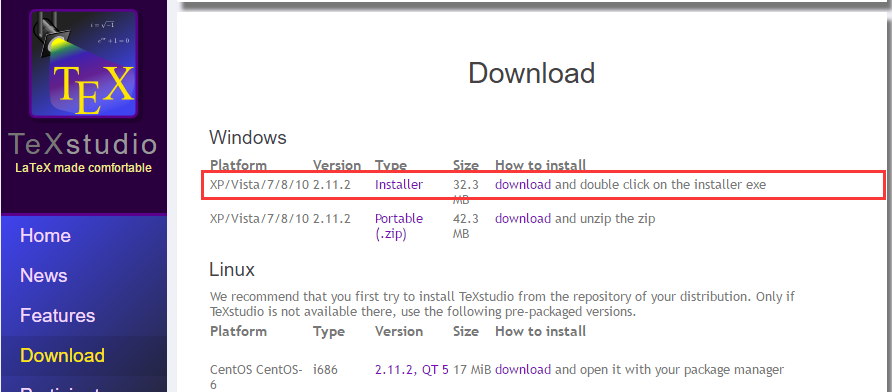 i = √-1
e^iπ + 1 = 0
TEX
TeXstudio
LaTeX made comfortable
Home
News
Features
Download
Download
Windows
Platform Version Type Size How to install
XP/Vista/7/8/10 2.11.2 Installer 32.3 download and double click on the installer exe
MB
XP/Vista/7/8/10 2.11.2 Portable 42.3 download and unzip the zip
(.zip) MB
Linux
We recommend that you first try to install TeXstudio from the repository of your distribution. Only if
TeXstudio is not available there, use the following pre-packaged versions.
Platform Type Version Size How to install
CentOS CentOS- i686 2.11.2, QT 5 17 MiB download and open it with your package manager
6